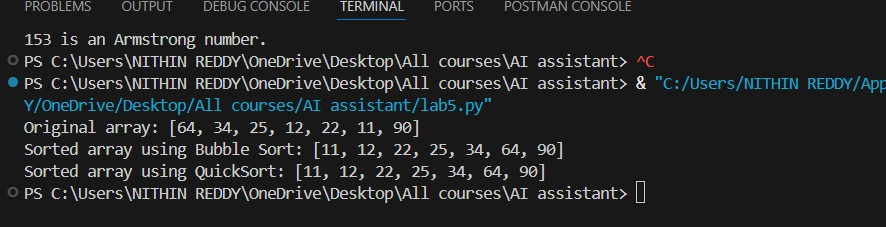 PROBLEMS OUTPUT DEBUG CONSOLE TERMINAL PORTS POSTMAN CONSOLE
153 is an Armstrong number.
PS C:\Users\NITHIN REDDY\OneDrive\Desktop\All courses\AI assistant> ^C
PS C:\Users\NITHIN REDDY\OneDrive\Desktop\All courses\AI assistant> & "C:/Users/NITHIN REDDY/App
Y/OneDrive/Desktop/All courses/AI assistant/lab5.py"
Original array: [64, 34, 25, 12, 22, 11, 90]
Sorted array using Bubble Sort: [11, 12, 22, 25, 34, 64, 90]
Sorted array using QuickSort: [11, 12, 22, 25, 34, 64, 90]
PS C:\Users\NITHIN REDDY\OneDrive\Desktop\All courses\AI assistant>